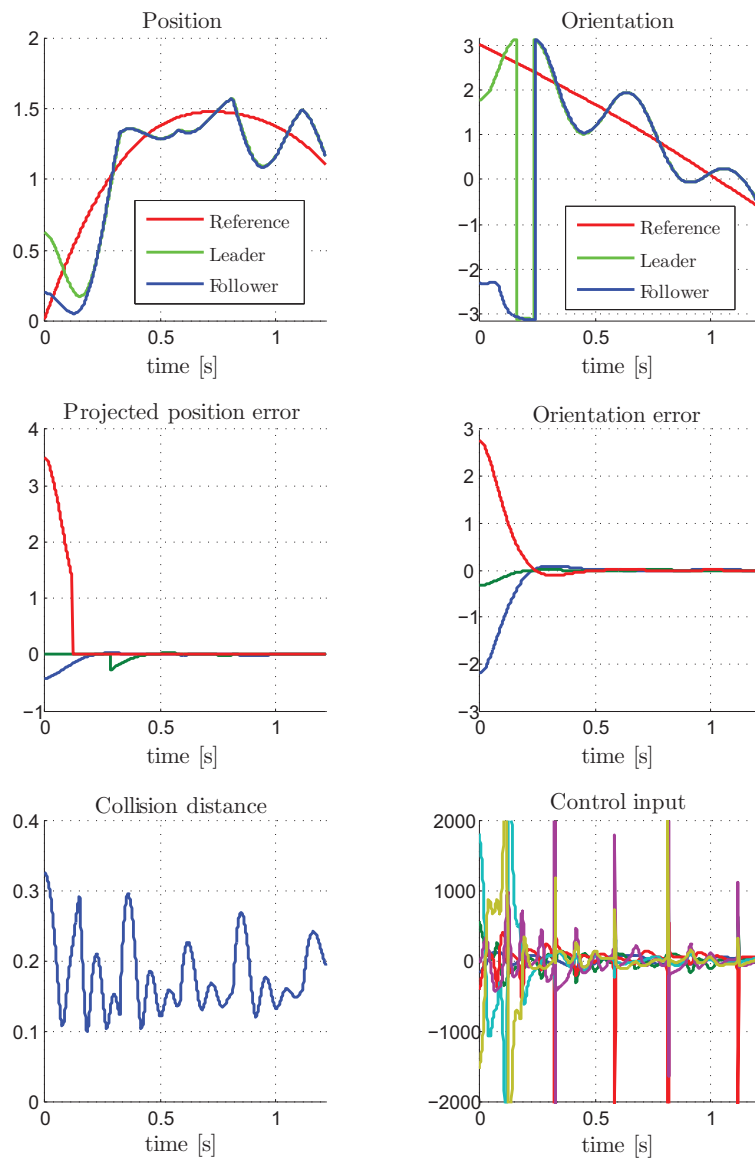 Position
2
1.5
1
0.5
0
Reference
Leader
Follower
0
0.5
1
time [s]
Orientation
3
2
1
0
−1
−2
−3
Reference
Leader
Follower
0
0.5
1
time [s]
Projected position error
4
3
2
1
0
−1
0
0.5
1
time [s]
Orientation error
3
2
1
0
−1
−2
−3
0
0.5
1
time [s]
Collision distance
0.4
0.3
0.2
0.1
0
0
0.5
1
time [s]
Control input
2000
1000
0
−1000
−2000
0
0.5
1
time [s]